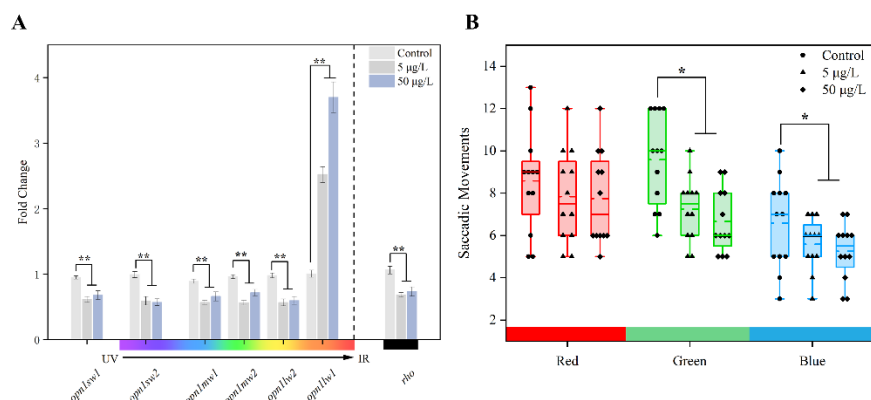 A
Control
5 μg/L
50 μg/L
**
4
3
2
1
0
Fold Change
**
**
**
**
**
**
UV
IR
opn1sw1
opn1sw2
opn1mw1
opn1mw2
opn1lw2
opn1lw1
rho
B
Control
5 μg/L
50 μg/L
*
*
14
12
10
8
6
4
2
Saccadic Movements
Red
Green
Blue